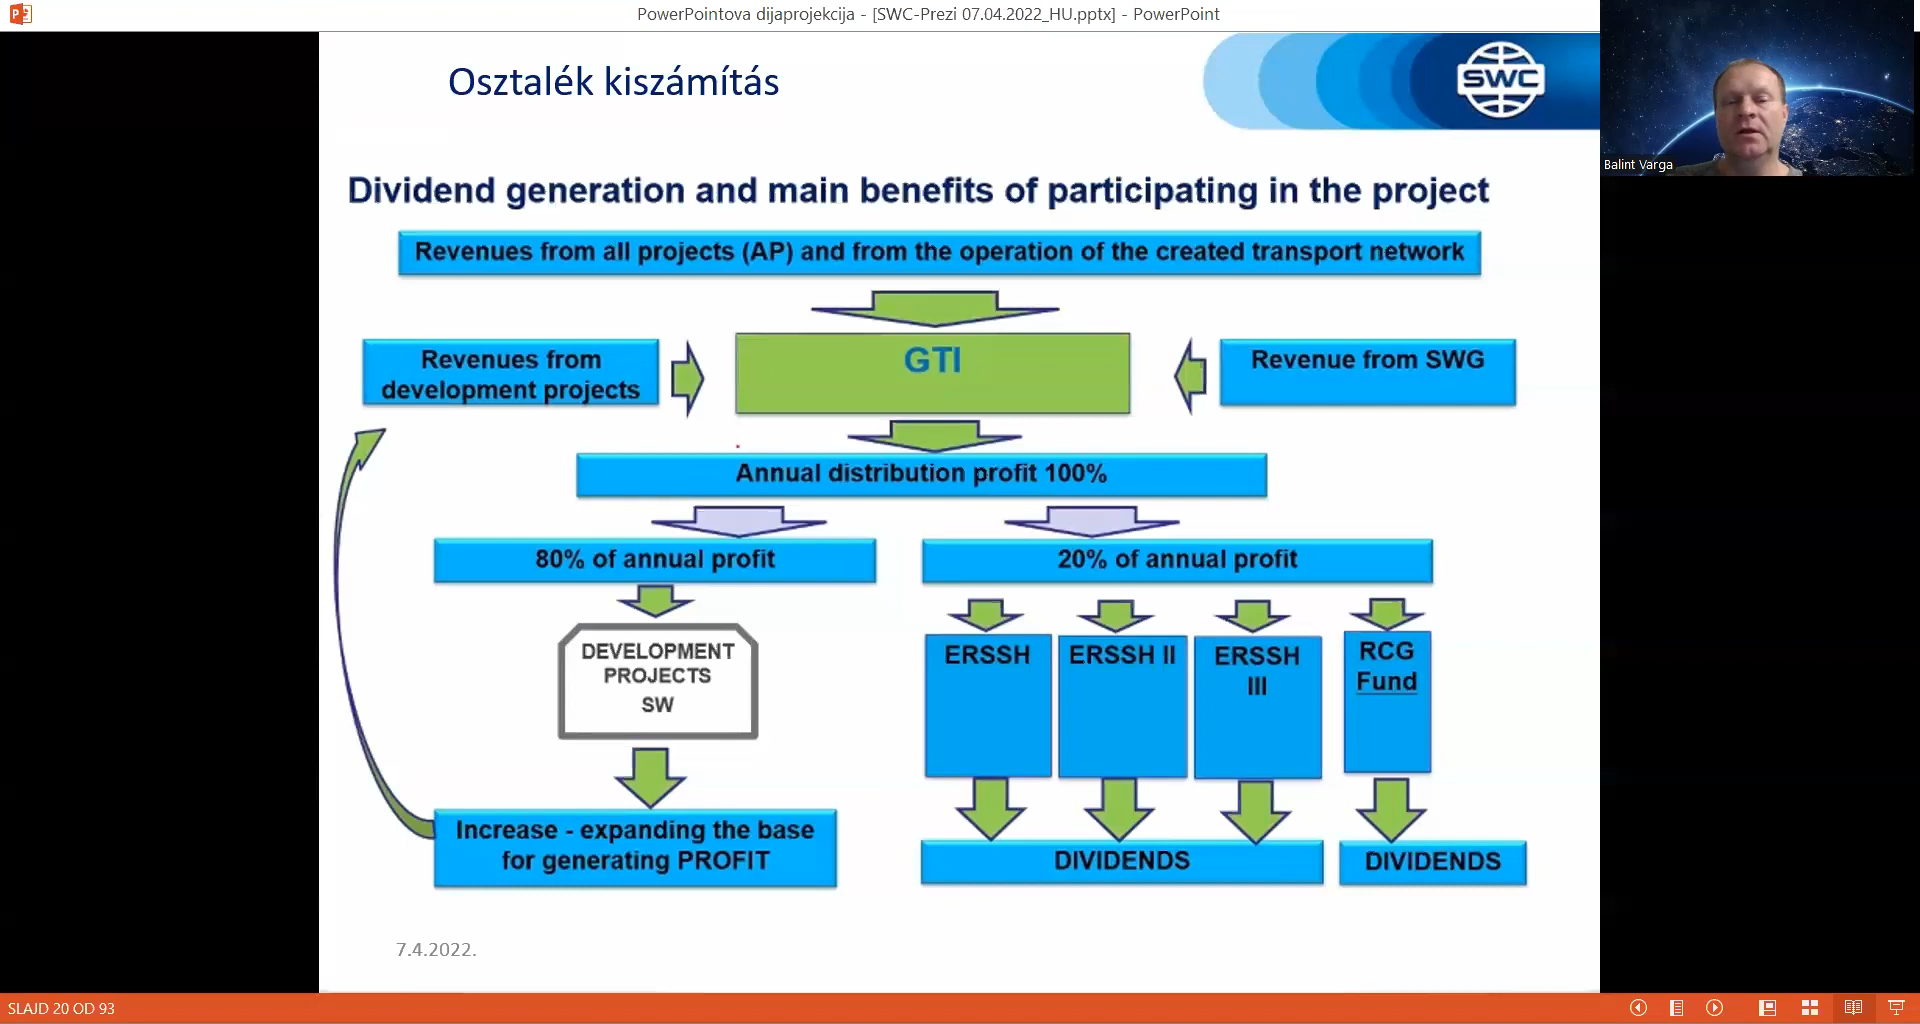 PowerPointova dijaprojekcija - [SWC-Prezi 07.04.2022_HU.pptx] - PowerPoint
Osztalék kiszámítás
SWC
Balint Varga
Dividend generation and main benefits of participating in the project
Revenues from all projects (AP) and from the operation of the created transport network
Revenues from
development projects
GTI
Revenue from SWG
Annual distribution profit 100%
80% of annual profit
20% of annual profit
DEVELOPMENT
PROJECTS
SW
ERSSH
ERSSH II
ERSSH
III
RCG
Fund
Increase - expanding the base
for generating PROFIT
DIVIDENDS
DIVIDENDS
7.4.2022.
SLAJD 20 OD 93